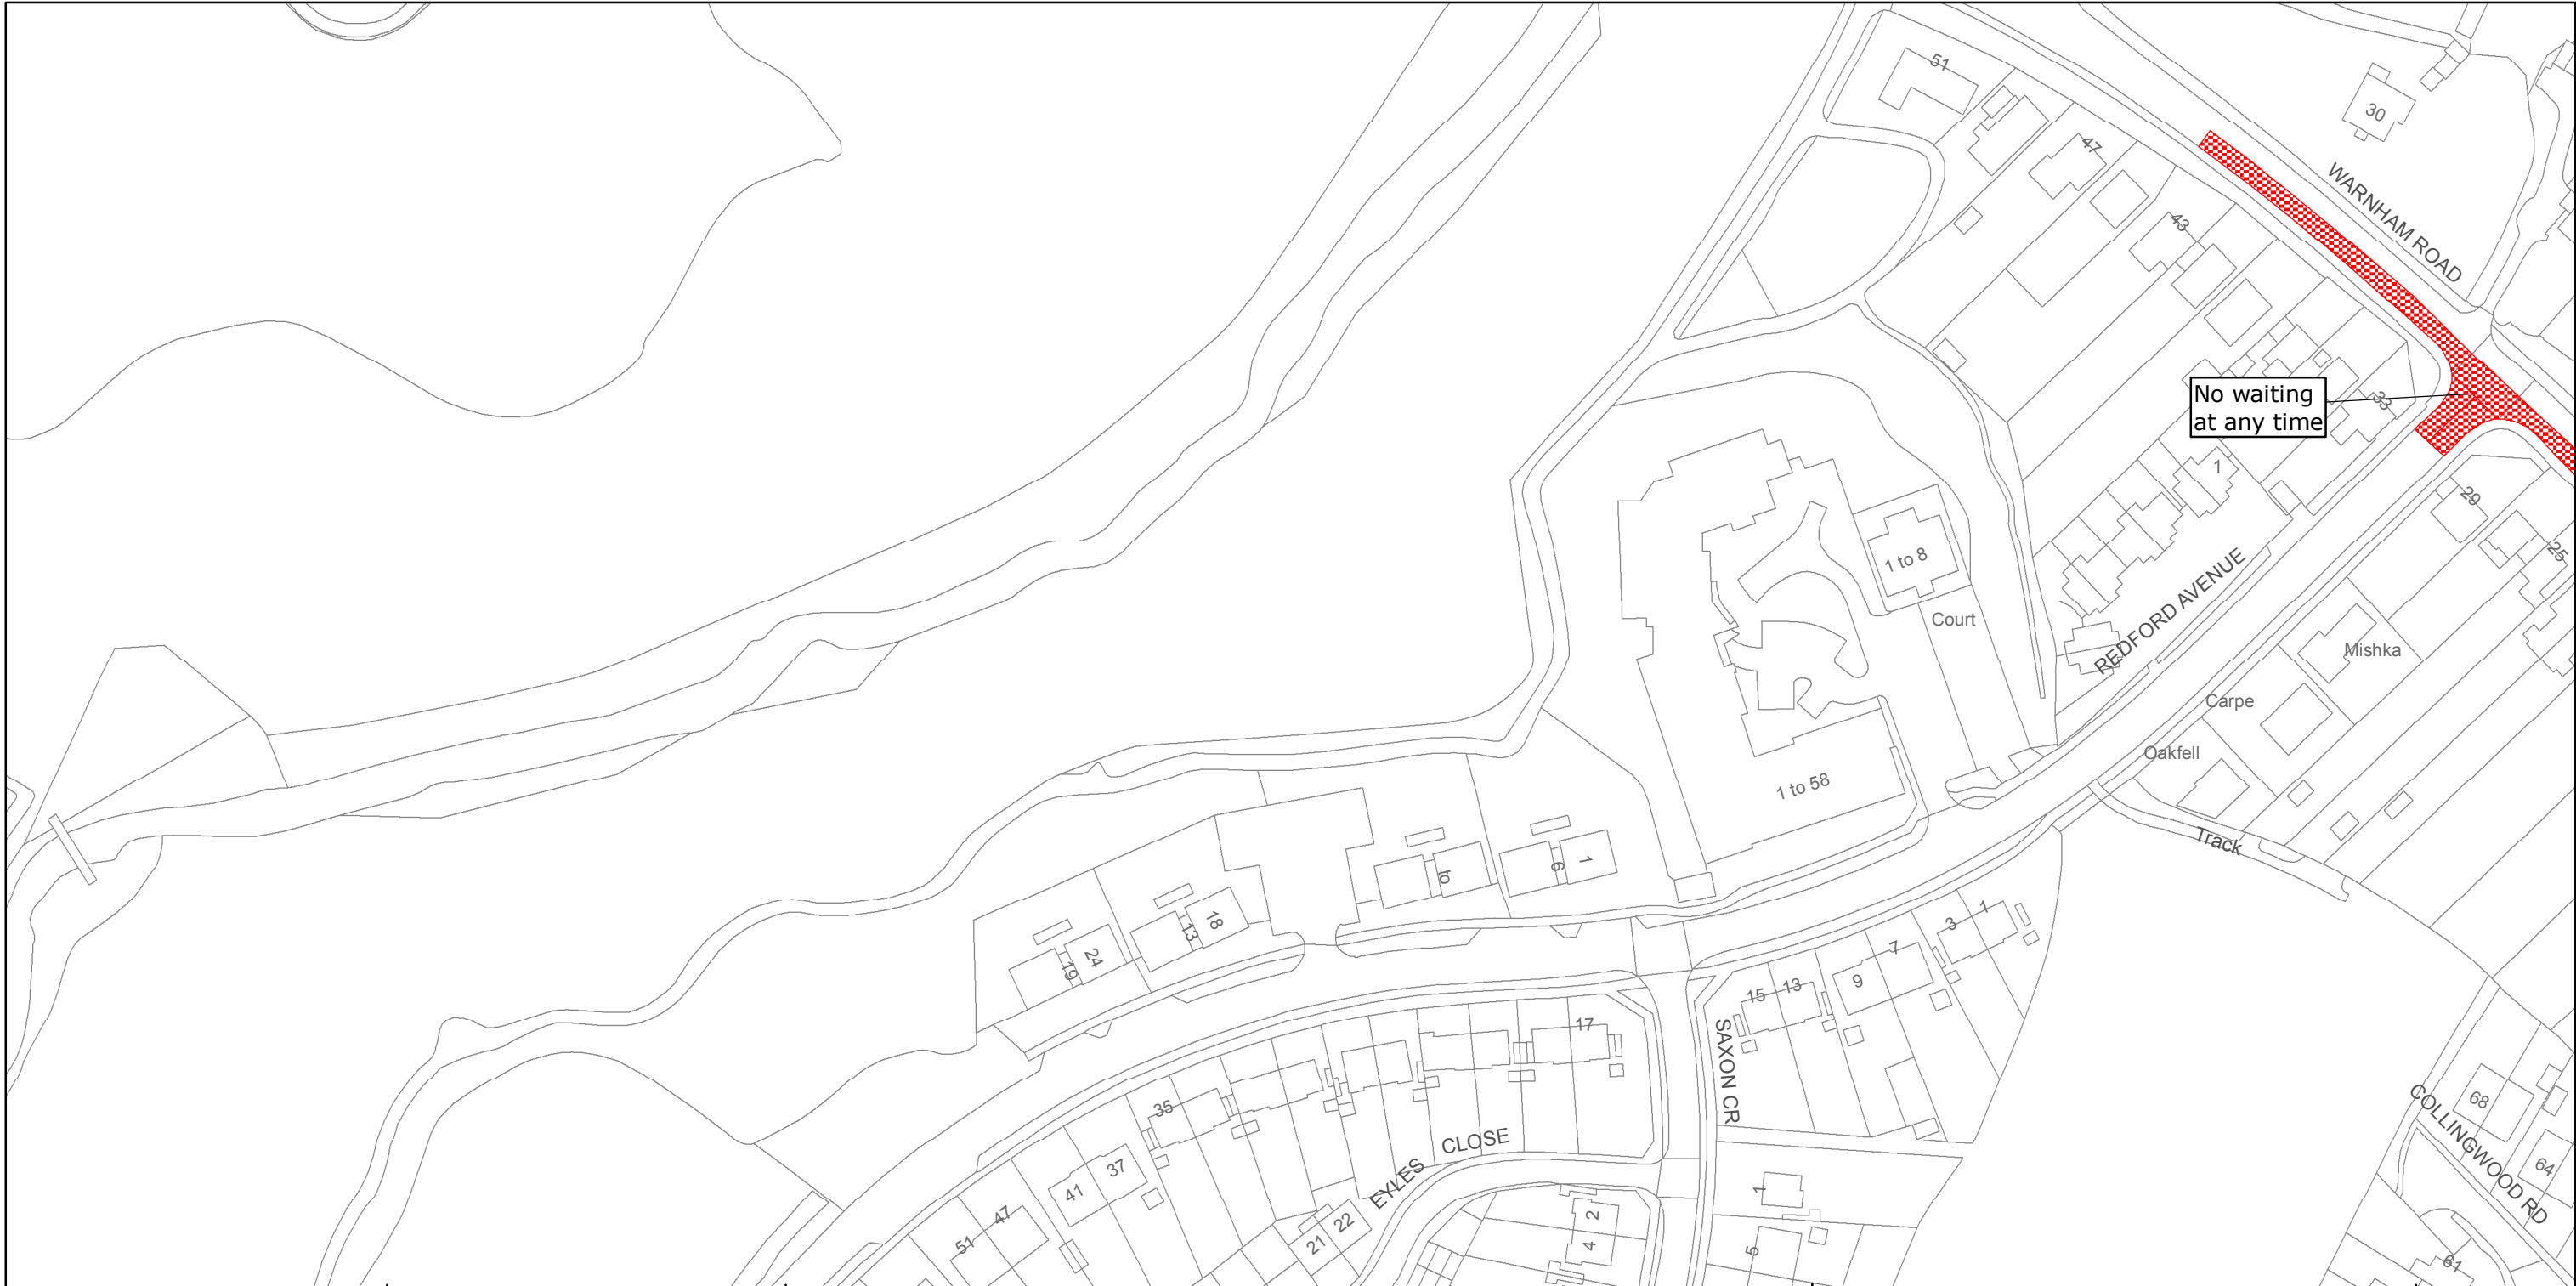 51
30
47
WARNHAM ROAD
43
No waiting
at any time
33
1
29
25
1 to 8
REDFORD AVENUE
Court
Mishka
Carpe
Oakfell
1 to 58
Track
to
6
1
18
13
24
19
1
3
7
9
13
15
17
SAXON CR
35
37
41
47
51
CLOSE
EYLES
22
21
2
4
1
5
68
64
COLLINGWOOD RD
61